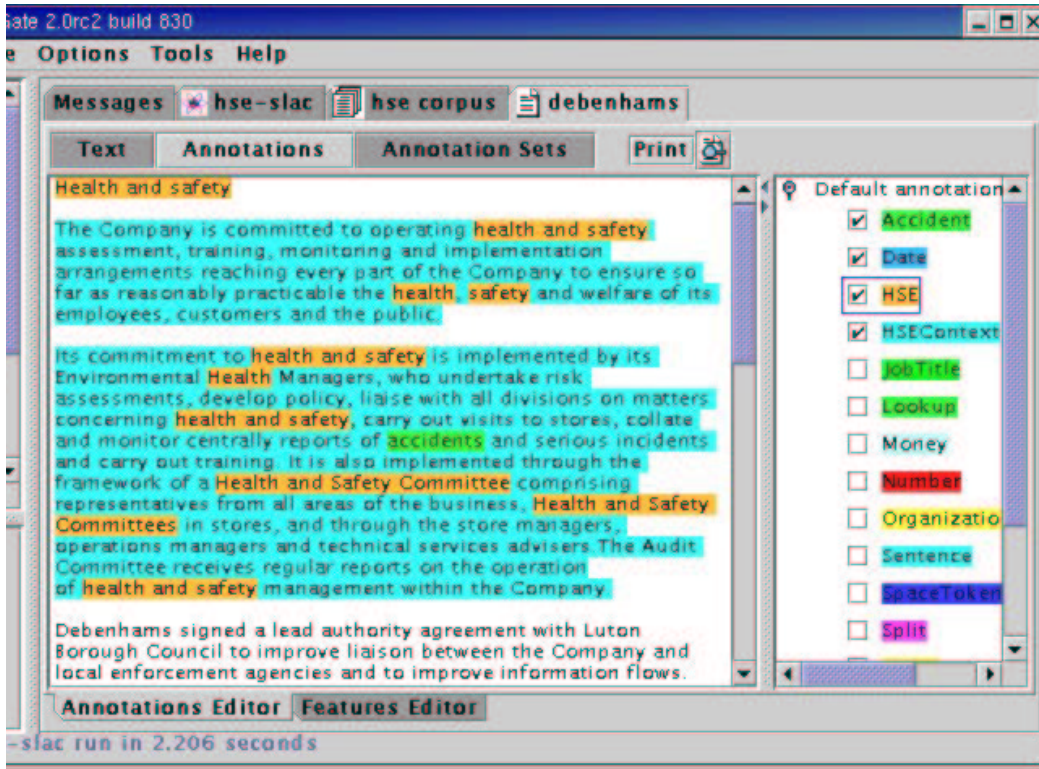 Gate 2.0rc2 build 830
e Options Tools Help
Messages hse-slac hse corpus debenhams
Text Annotations Annotation Sets Print
Health and safety
The Company is committed to operating health and safety
assessment, training, monitoring and implementation
arrangements reaching every part of the Company to ensure so
far as reasonably practicable the health, safety and welfare of its
employees, customers and the public.
Its commitment to health and safety is implemented by its
Environmental Health Managers, who undertake risk
assessments, develop policy, liaise with all divisions on matters
concerning health and safety, carry out visits to stores, collate
and monitor centrally reports of accidents and serious incidents
and carry out training. It is also implemented through the
framework of a Health and Safety Committee comprising
representatives from all areas of the business, Health and Safety
Committees in stores, and through the store managers,
operations managers and technical services advisers.The Audit
Committee receives regular reports on the operation
of health and safety management within the Company.
Debenhams signed a lead authority agreement with Luton
Borough Council to improve liaison between the Company and
local enforcement agencies and to improve information flows.
Default annotation
Accident
Date
HSE
HSEContext
JobTitle
Lookup
Money
Number
Organizatio
Sentence
SpaceToken
Split
Annotations Editor Features Editor
-slac run in 2.206 seconds